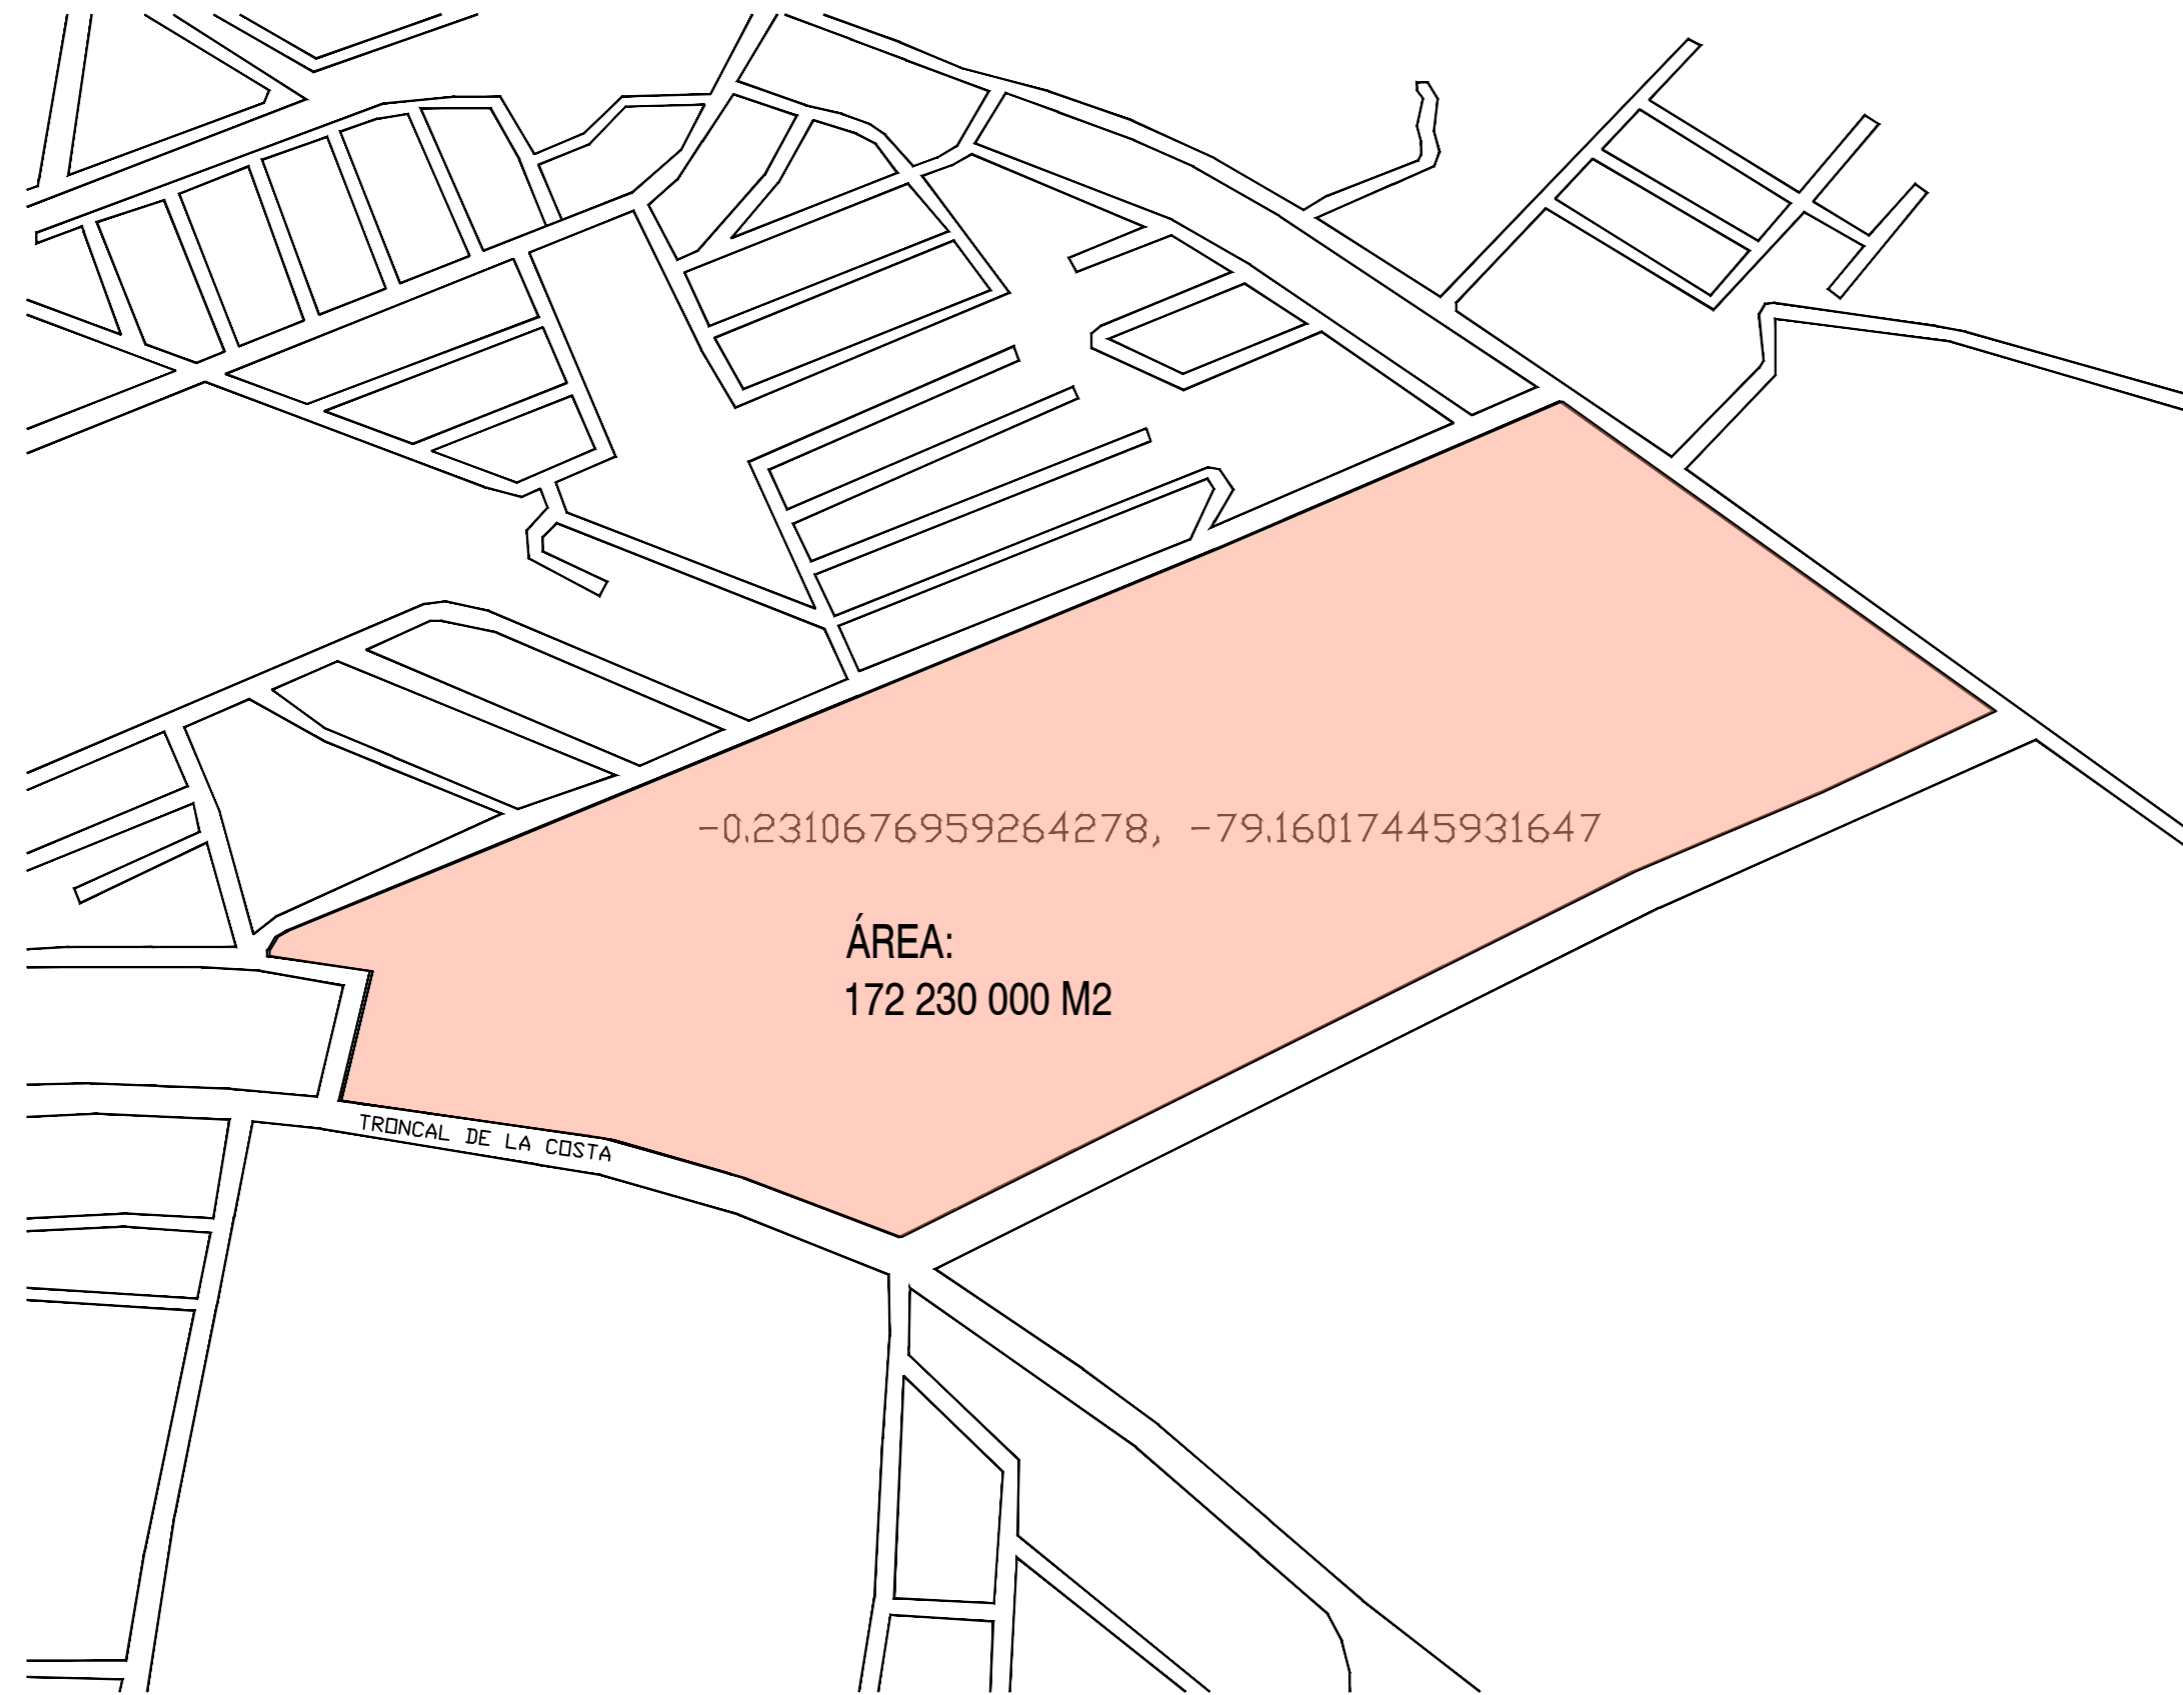 -0.2310676959264278, -79.16017445931647
ÁREA:
172 230 000 M2
TRONCAL DE LA COSTA